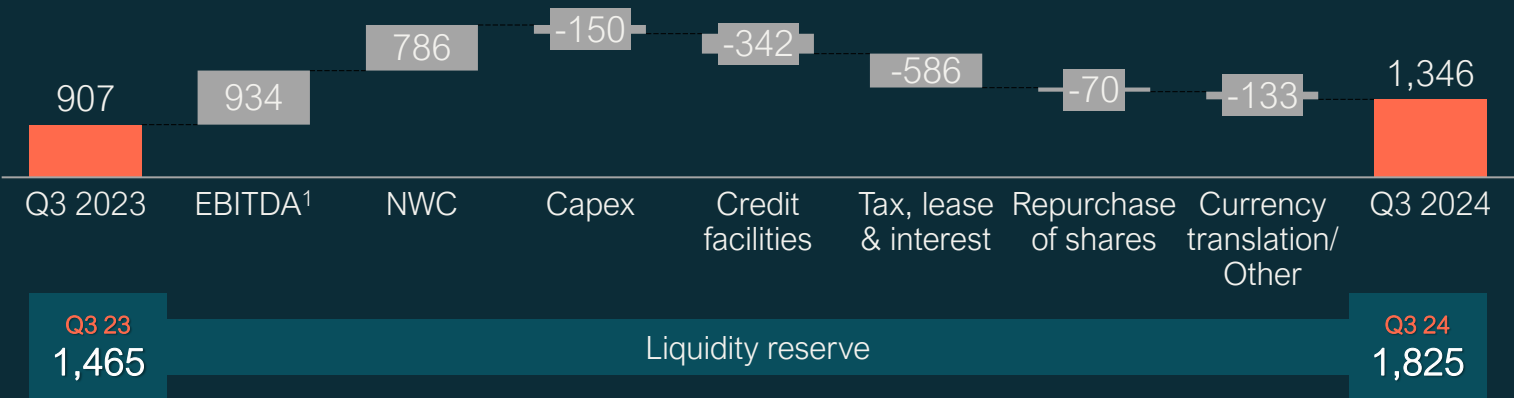 907
934
786
-150
-342
-586
-70
-133
1,346
Q3 2023
EBITDA¹
NWC
Capex
Credit
facilities
Tax, lease
& interest
Repurchase
of shares
Currency
translation/
Other
Q3 2024
Q3 23
1,465
Liquidity reserve
Q3 24
1,825